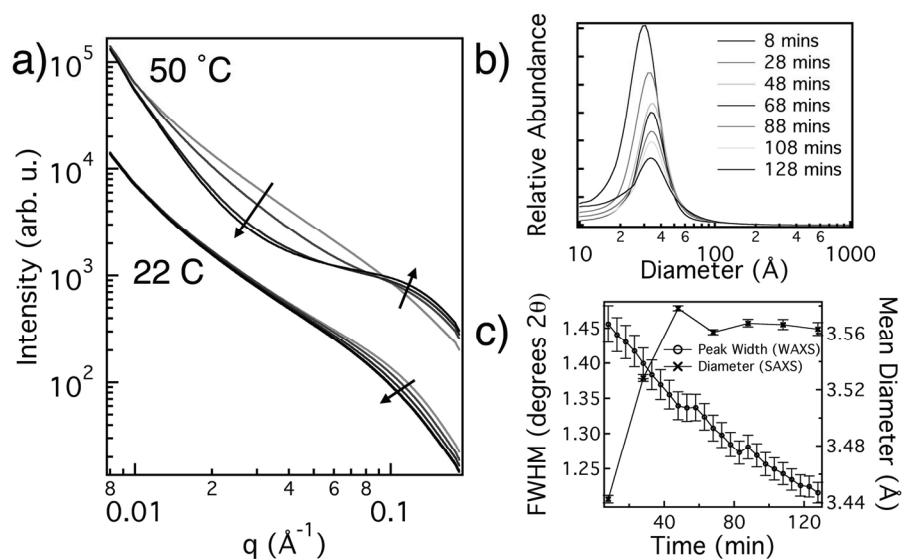 a)
50 °C
22 C
Intensity (arb. u.)
10^5
10^4
10^3
10^2
8
0.01
2
4
6
8
0.1
q (Å^-1)
b)
Relative Abundance
8 mins
28 mins
48 mins
68 mins
88 mins
108 mins
128 mins
10
2
4
6
100
2
4
6
1000
Diameter (Å)
c)
FWHM (degrees 2θ)
1.45
1.40
1.35
1.30
1.25
Peak Width (WAXS)
Diameter (SAXS)
Mean Diameter (Å)
3.56
3.52
3.48
3.44
40
80
120
Time (min)